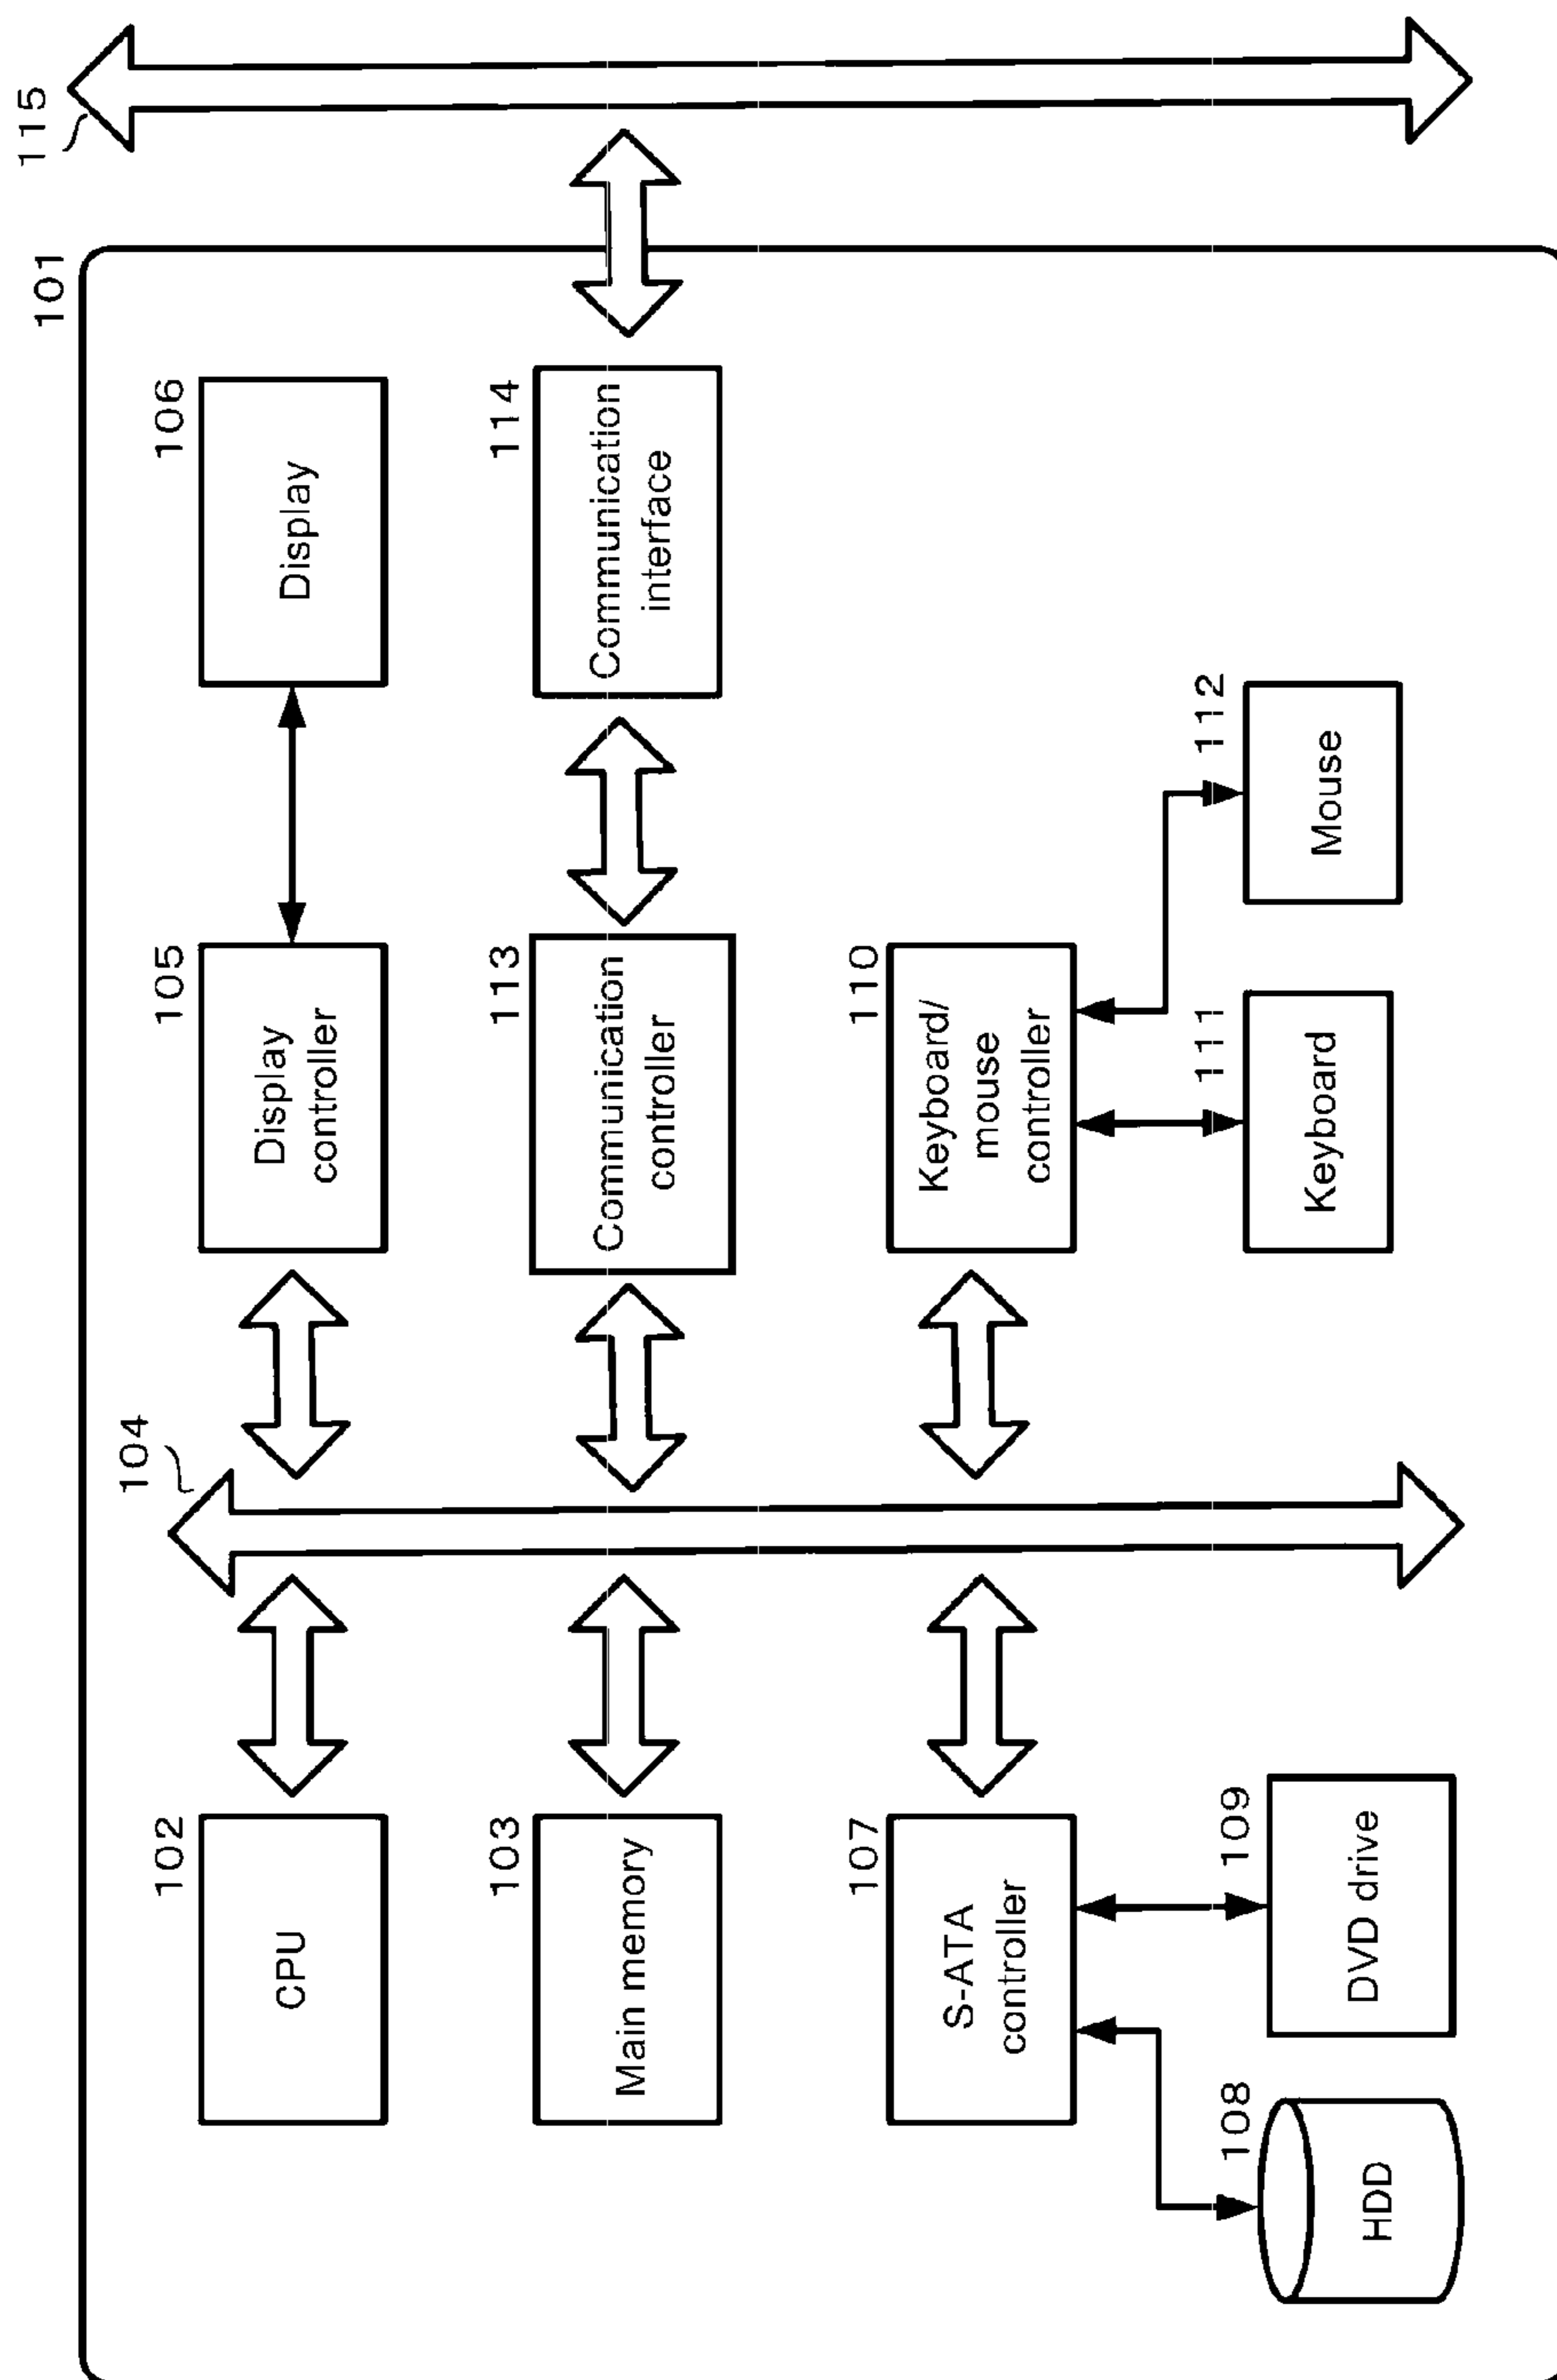 101
115
102
CPU
104
105
Display
controller
106
Display
103
Main memory
113
Communication
controller
114
Communication
interface
107
S-ATA
controller
110
Keyboard/
mouse
controller
108
HDD
109
DVD drive
111
Keyboard
112
Mouse